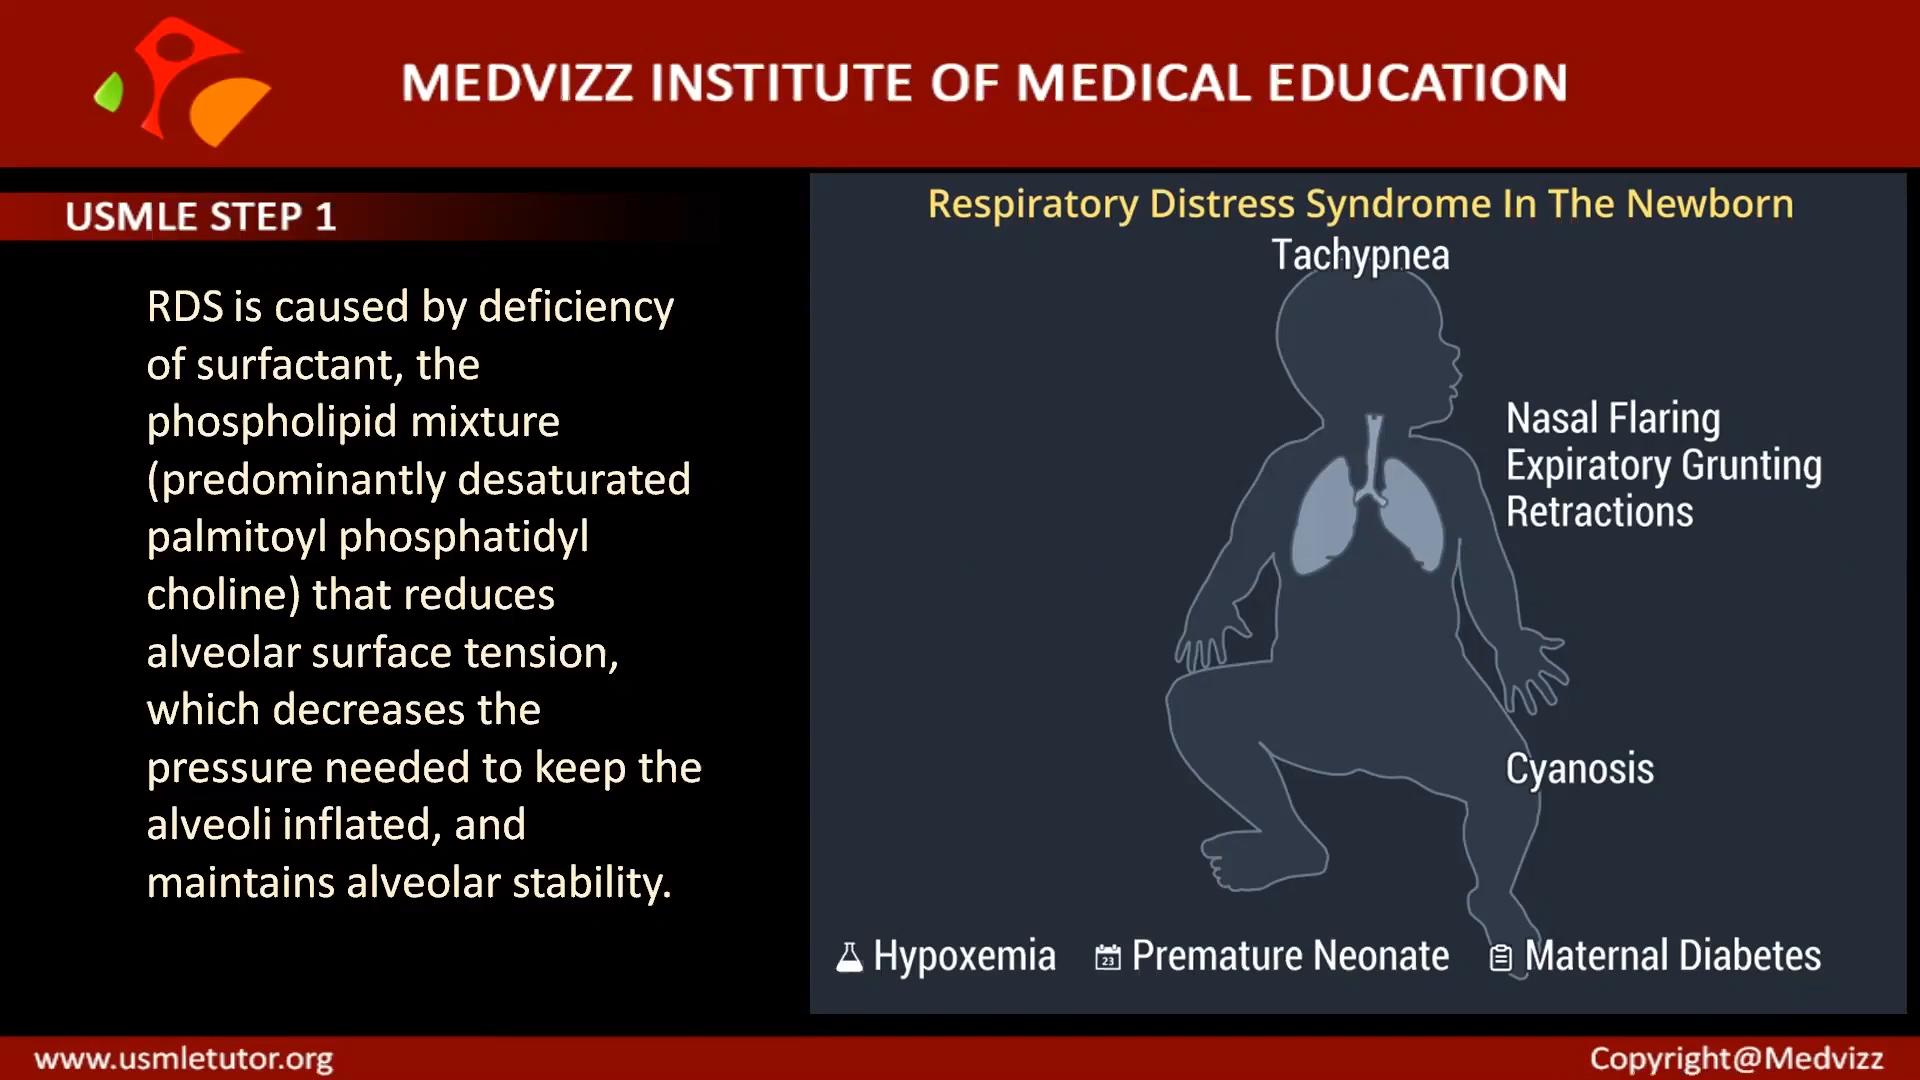 MEDVIZZ INSTITUTE OF MEDICAL EDUCATION
USMLE STEP 1
RDS is caused by deficiency
of surfactant, the
phospholipid mixture
(predominantly desaturated
palmitoyl phosphatidyl
choline) that reduces
alveolar surface tension,
which decreases the
pressure needed to keep the
alveoli inflated, and
maintains alveolar stability.
Respiratory Distress Syndrome In The Newborn
Tachypnea
Nasal Flaring
Expiratory Grunting
Retractions
Cyanosis
Hypoxemia
23
Premature Neonate
Maternal Diabetes
www.usmletutor.org
Copyright@Medvizz